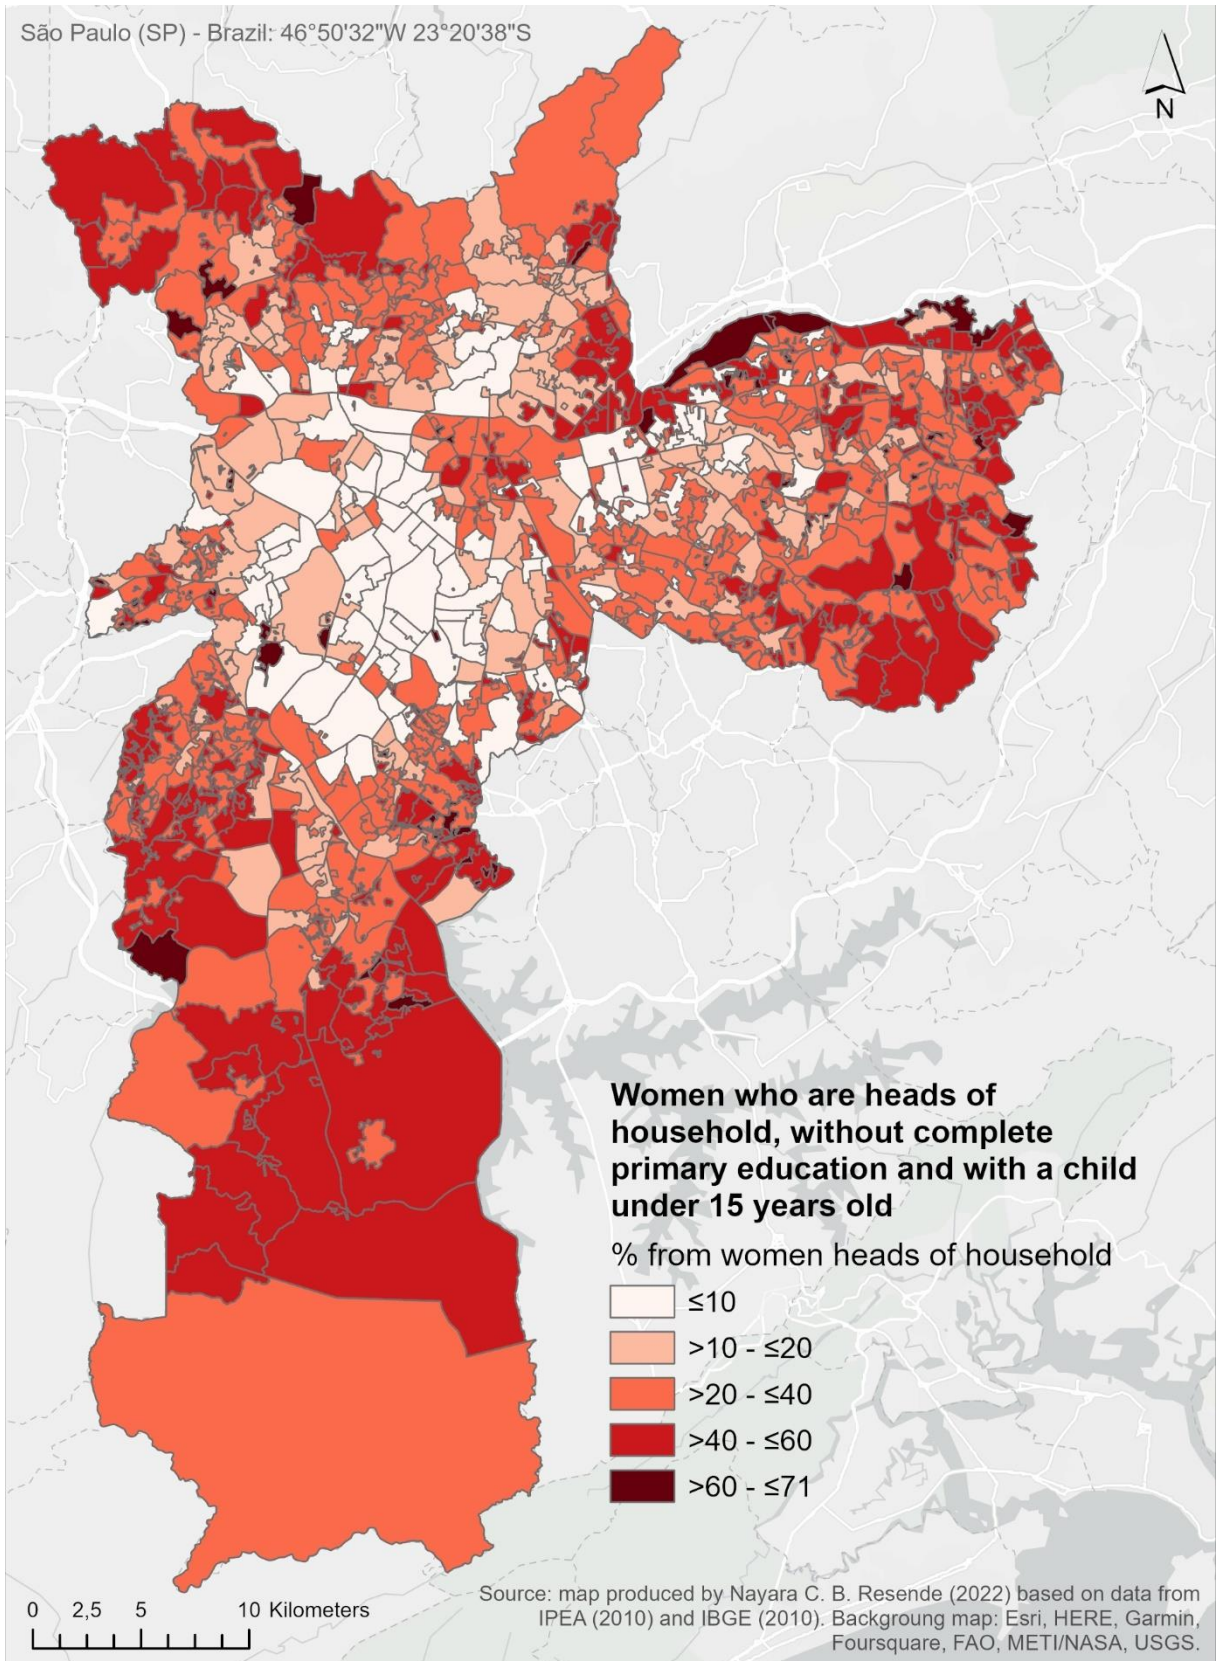 São Paulo (SP) - Brazil: 46°50'32"W 23°20'38"S
N
Women who are heads of
household, without complete
primary education and with a child
under 15 years old
% from women heads of household
≤10
>10 - ≤20
>20 - ≤40
>40 - ≤60
>60 - ≤71
0 2,5 5 10 Kilometers
Source: map produced by Nayara C. B. Resende (2022) based on data from
IPEA (2010) and IBGE (2010). Backgroung map: Esri, HERE, Garmin,
Foursquare, FAO, METI/NASA, USGS.